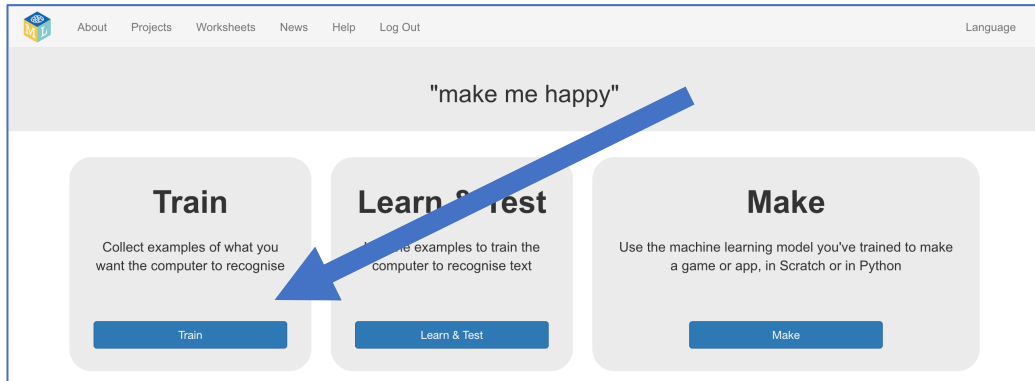 About Projects Worksheets News Help Log Out Language
"make me happy"
Train
Collect examples of what you
want the computer to recognise
Train
Learn & Test
examples to train the
computer to recognise text
Learn & Test
Make
Use the machine learning model you've trained to make
a game or app, in Scratch or in Python
Make